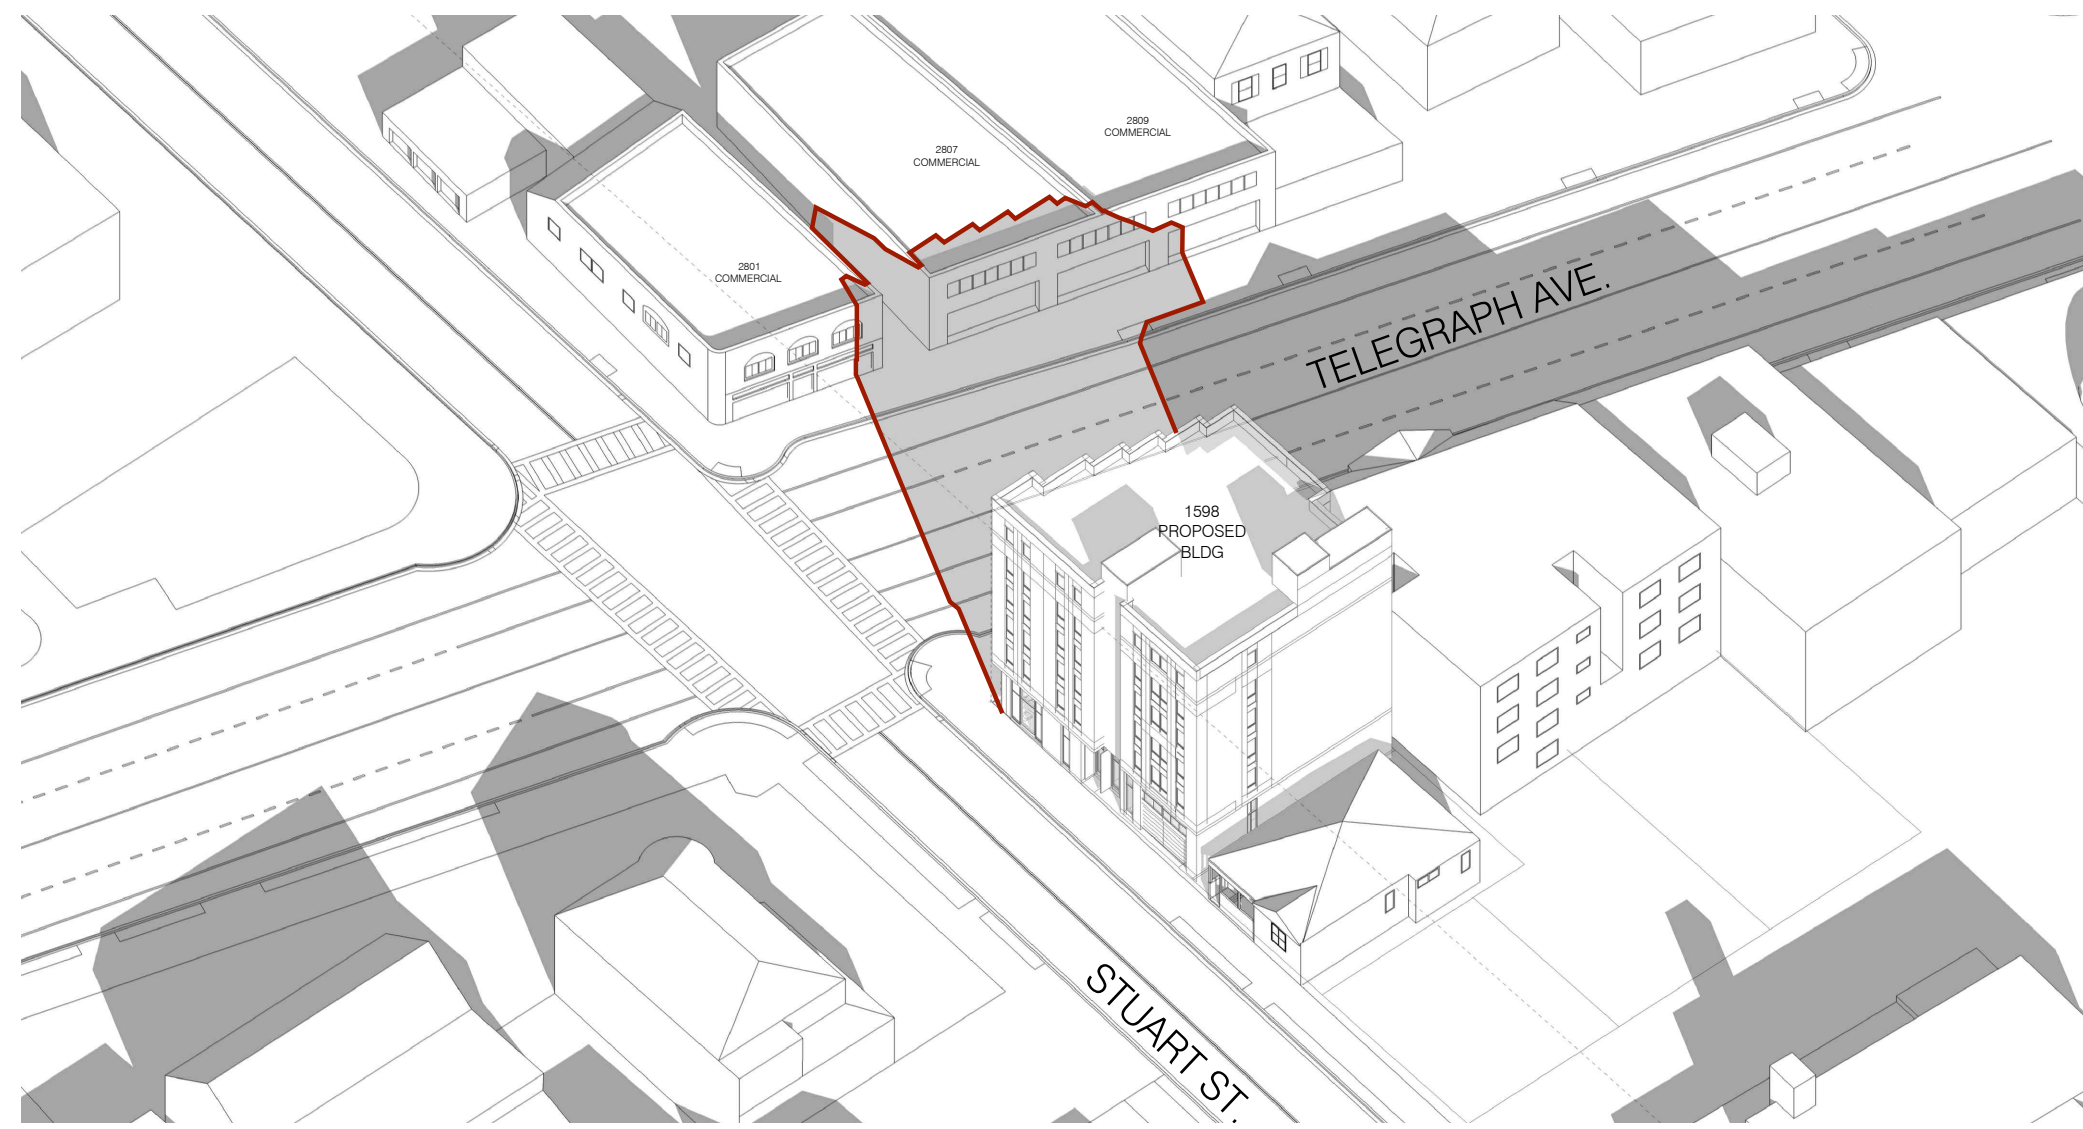 2809
COMMERCIAL
2807
COMMERCIAL
2801
COMMERCIAL
TELEGRAPH AVE.
1598
PROPOSED
BLDG
STUART ST.